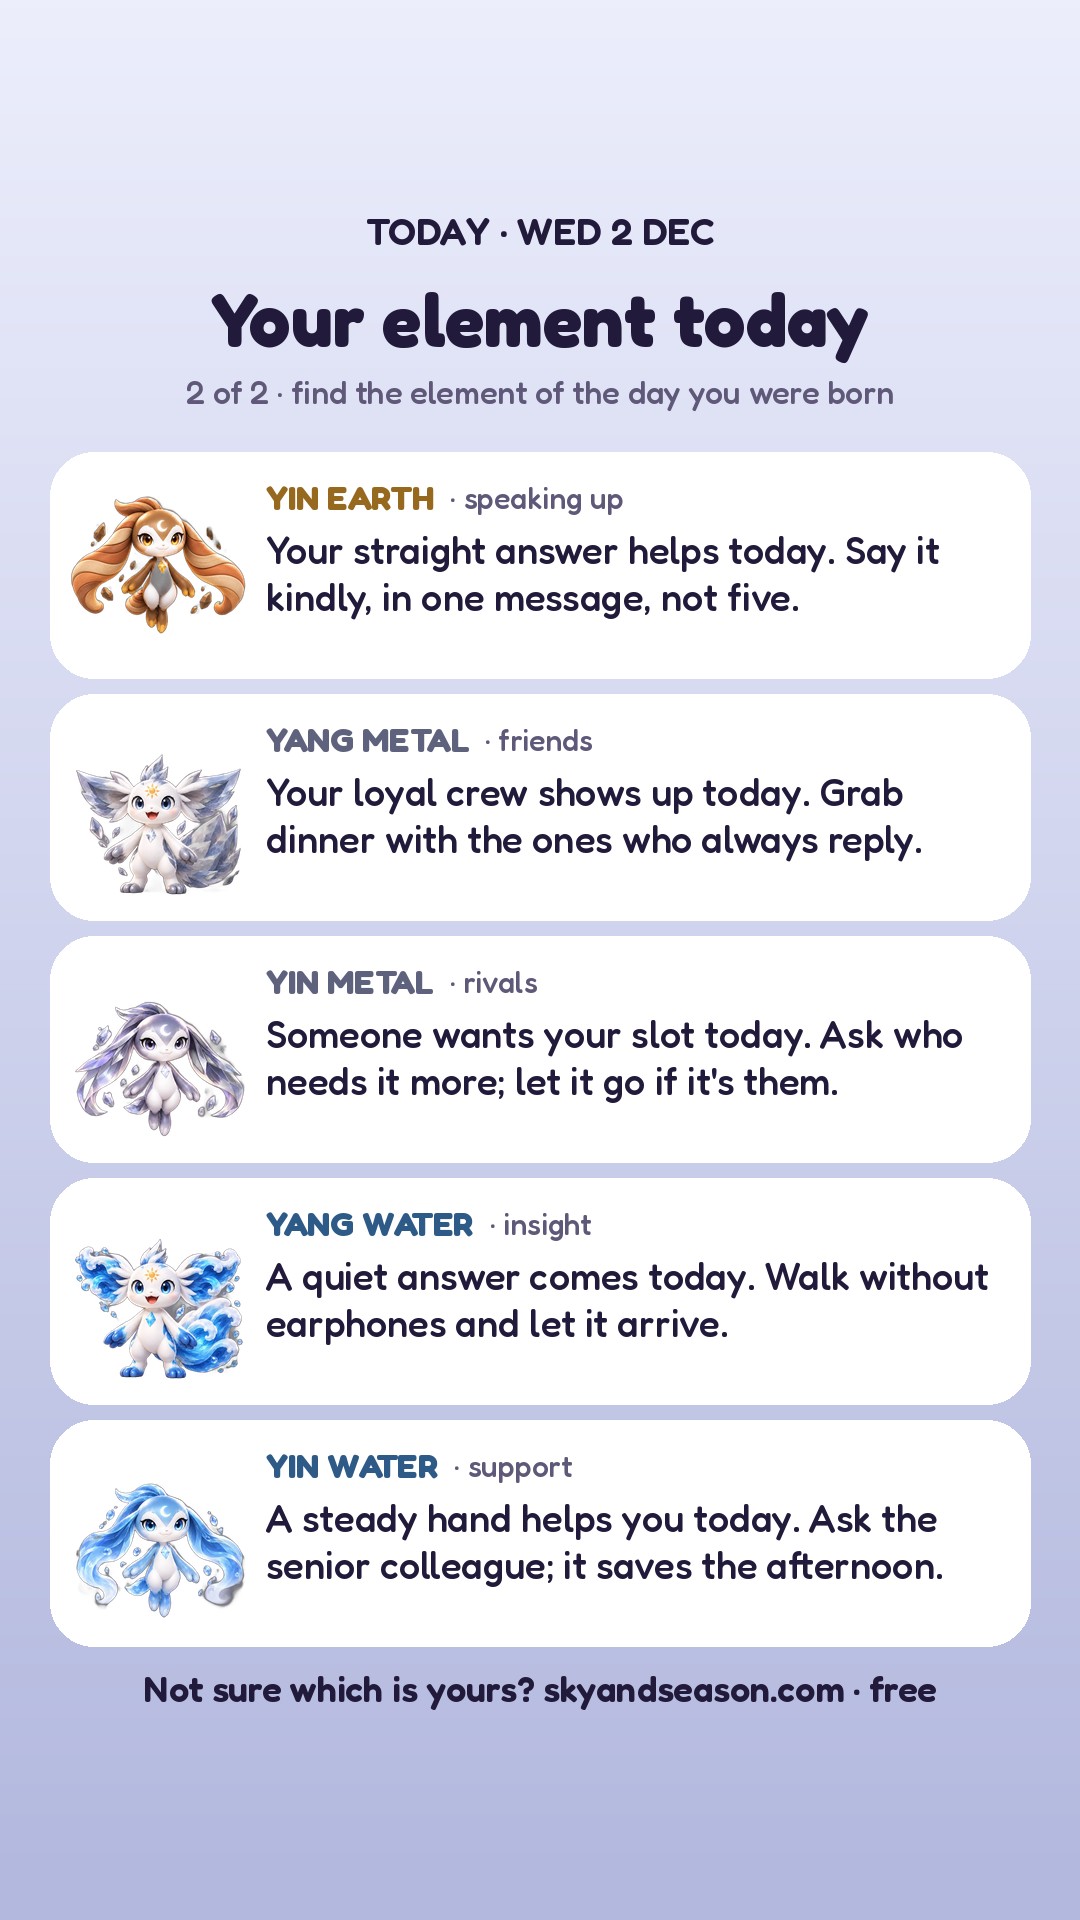 TODAY · WED 2 DEC
Your element today
2 of 2 · find the element of the day you were born
YIN EARTH · speaking up
Your straight answer helps today. Say it
kindly, in one message, not five.
YANG METAL · friends
Your loyal crew shows up today. Grab
dinner with the ones who always reply.
YIN METAL · rivals
Someone wants your slot today. Ask who
needs it more; let it go if it's them.
YANG WATER · insight
A quiet answer comes today. Walk without
earphones and let it arrive.
YIN WATER · support
A steady hand helps you today. Ask the
senior colleague; it saves the afternoon.
Not sure which is yours? skyandseason.com · free